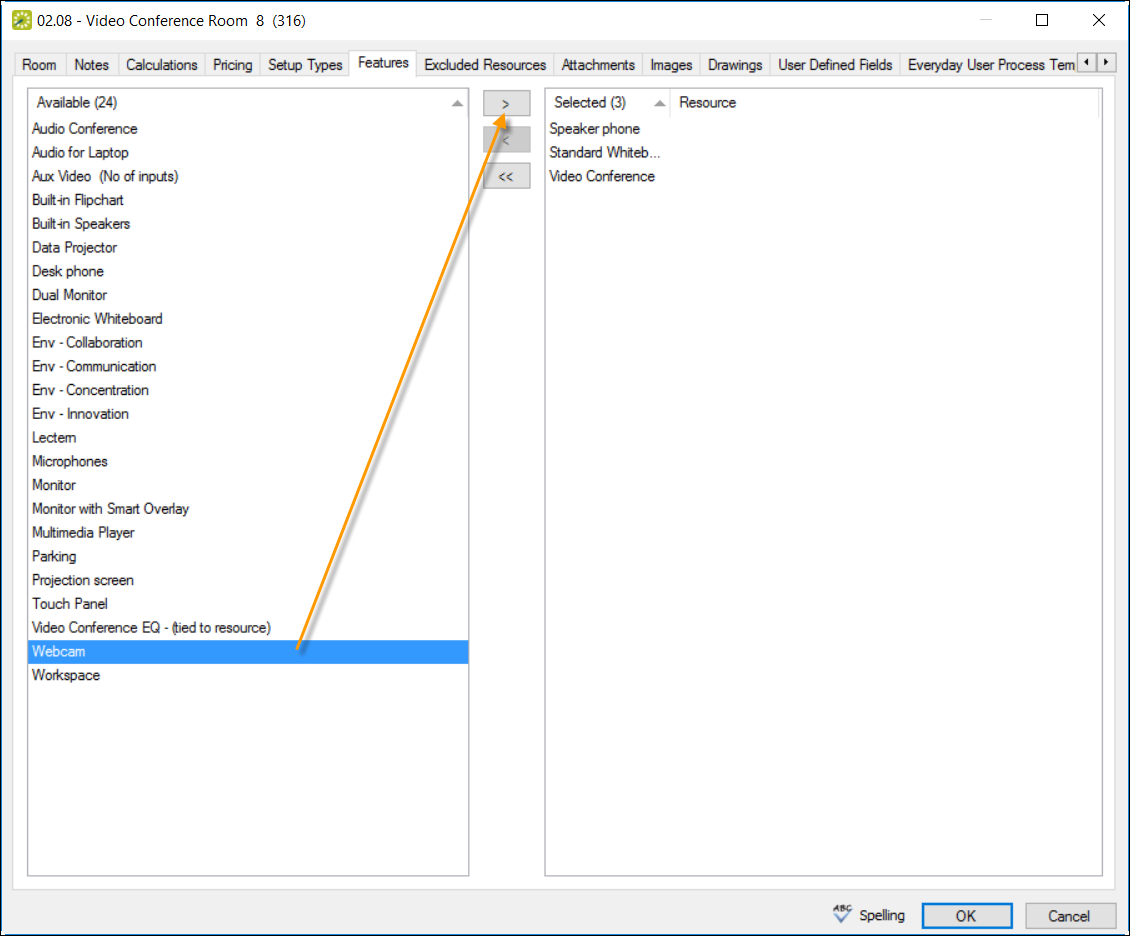 02.08 - Video Conference Room 8 (316)
Room Notes Calculations Pricing Setup Types Features Excluded Resources Attachments Images Drawings User Defined Fields Everyday User Process Tem
Available (24)
Audio Conference
Audio for Laptop
Aux Video (No of inputs)
Built-in Flipchart
Built-in Speakers
Data Projector
Desk phone
Dual Monitor
Electronic Whiteboard
Env - Collaboration
Env - Communication
Env - Concentration
Env - Innovation
Lectern
Microphones
Monitor
Monitor with Smart Overlay
Multimedia Player
Parking
Projection screen
Touch Panel
Video Conference EQ - (tied to resource)
Webcam
Workspace
>
<
<<
Selected (3) Resource
Speaker phone
Standard Whiteb...
Video Conference
ABC Spelling OK Cancel